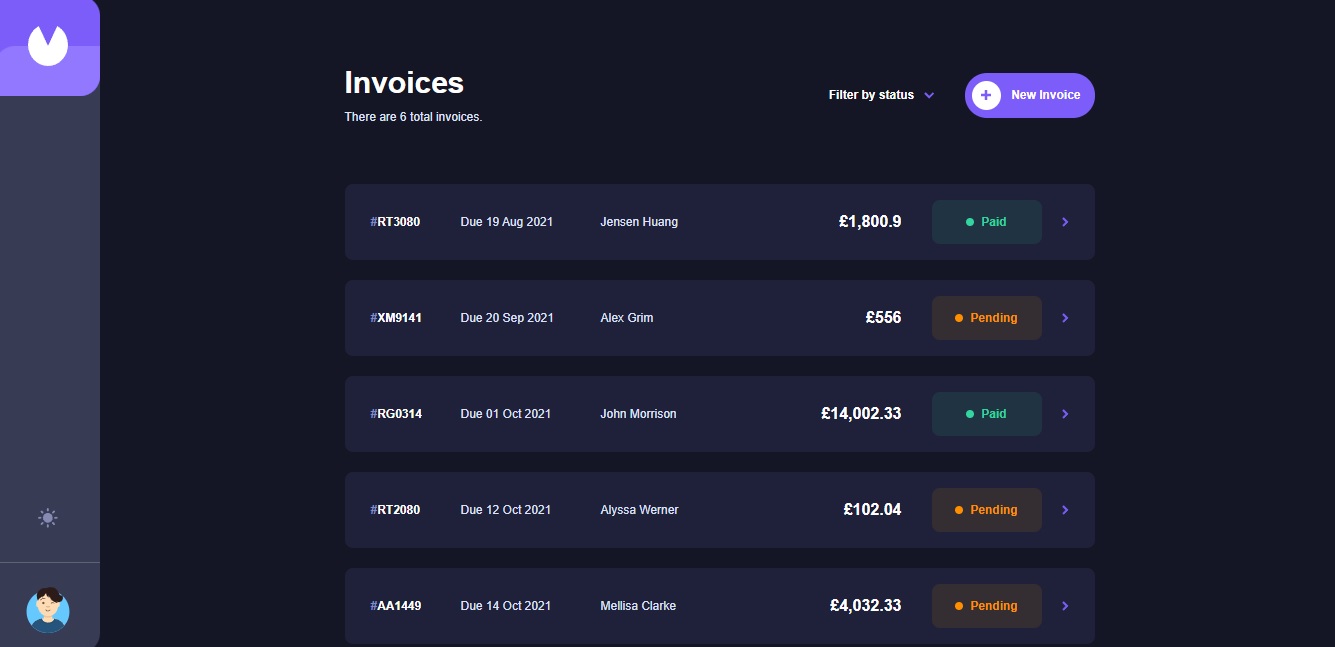 Invoices
There are 6 total invoices.
Filter by status
New Invoice
#RT3080 Due 19 Aug 2021 Jensen Huang £1,800.9 Paid
#XM9141 Due 20 Sep 2021 Alex Grim £556 Pending
#RG0314 Due 01 Oct 2021 John Morrison £14,002.33 Paid
#RT2080 Due 12 Oct 2021 Alyssa Werner £102.04 Pending
#AA1449 Due 14 Oct 2021 Mellisa Clarke £4,032.33 Pending